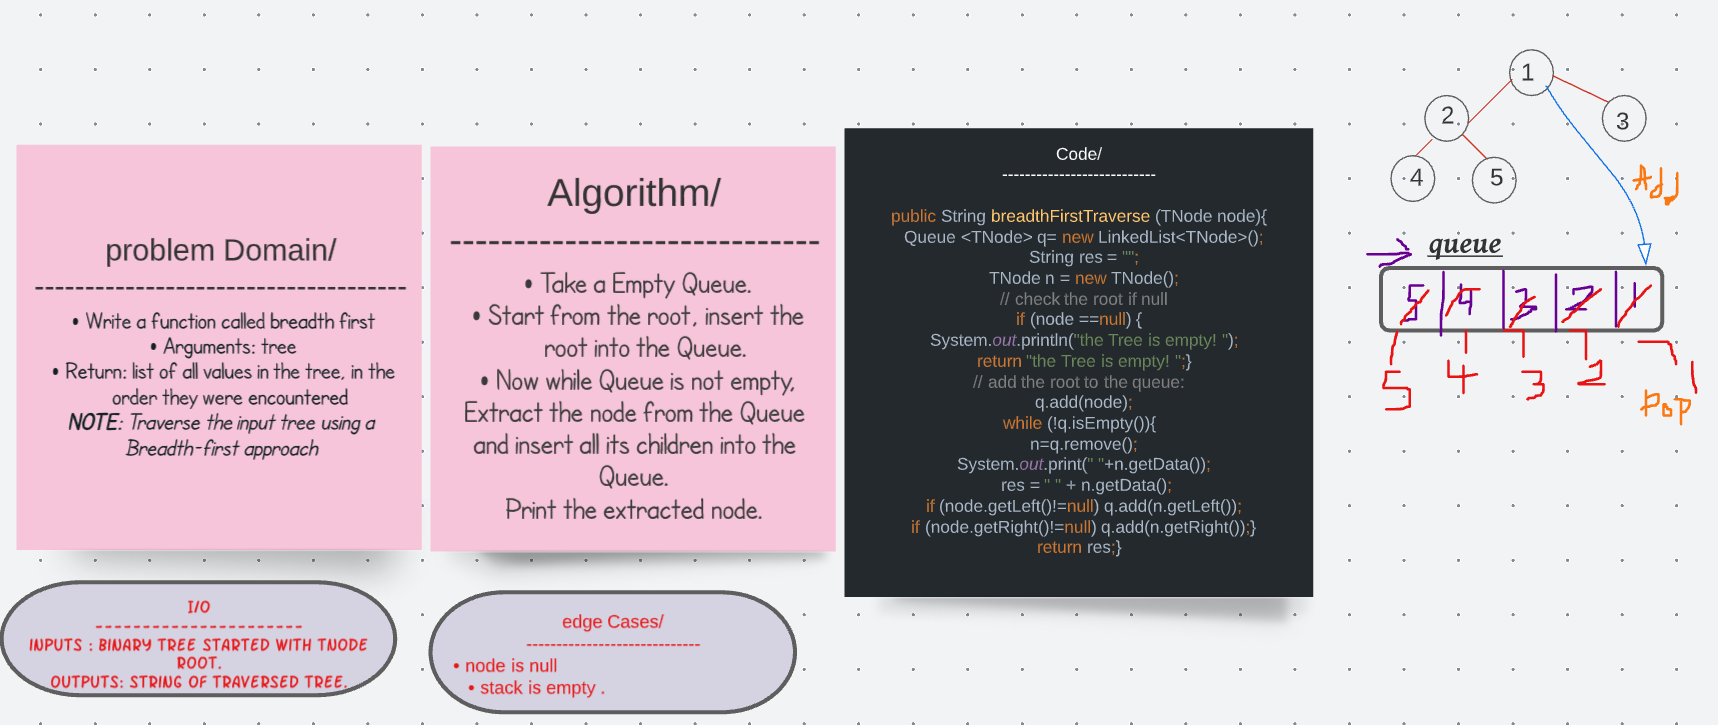 problem Domain/
-------------------------------------
• Write a function called breadth first
• Arguments: tree
• Return: list of all values in the tree, in the
order they were encountered
NOTE: Traverse the input tree using a
Breadth-first approach
I/O
----------------------
INPUTS : BINARY TREE STARTED WITH TNODE
ROOT.
OUTPUTS: STRING OF TRAVERSED TREE.
Algorithm/
-----------------------------
• Take a Empty Queue.
• Start from the root, insert the
root into the Queue.
• Now while Queue is not empty,
Extract the node from the Queue
and insert all its children into the
Queue.
Print the extracted node.
edge Cases/
----------------------------
• node is null
• stack is empty .
Code/
---------------------------
public String breadthFirstTraverse (TNode node){
Queue <TNode> q= new LinkedList<TNode>();
String res = "";
TNode n = new TNode();
// check the root if null
if (node ==null) {
System.out.println("the Tree is empty! ");
return "the Tree is empty! ";}
// add the root to the queue:
q.add(node);
while (!q.isEmpty()){
n=q.remove();
System.out.print(" "+n.getData());
res = " " + n.getData();
if (node.getLeft()!=null) q.add(n.getLeft());
if (node.getRight()!=null) q.add(n.getRight());}
return res;}
1
2
3
4
5
Add
queue
5 4 3 2 1
5 4 3 2 1
Pop